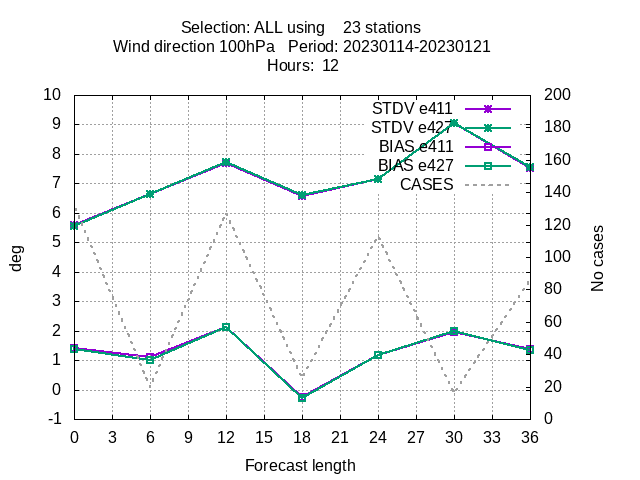 Selection: ALL using    23 stations
Wind direction 100hPa   Period: 20230114-20230121
Hours:  12
STDV e411
STDV e427
BIAS e411
BIAS e427
CASES
deg
10
9
8
7
6
5
4
3
2
1
0
-1
200
180
160
140
120
100
80
60
40
20
0
No cases
0 3 6 9 12 15 18 21 24 27 30 33 36
Forecast length